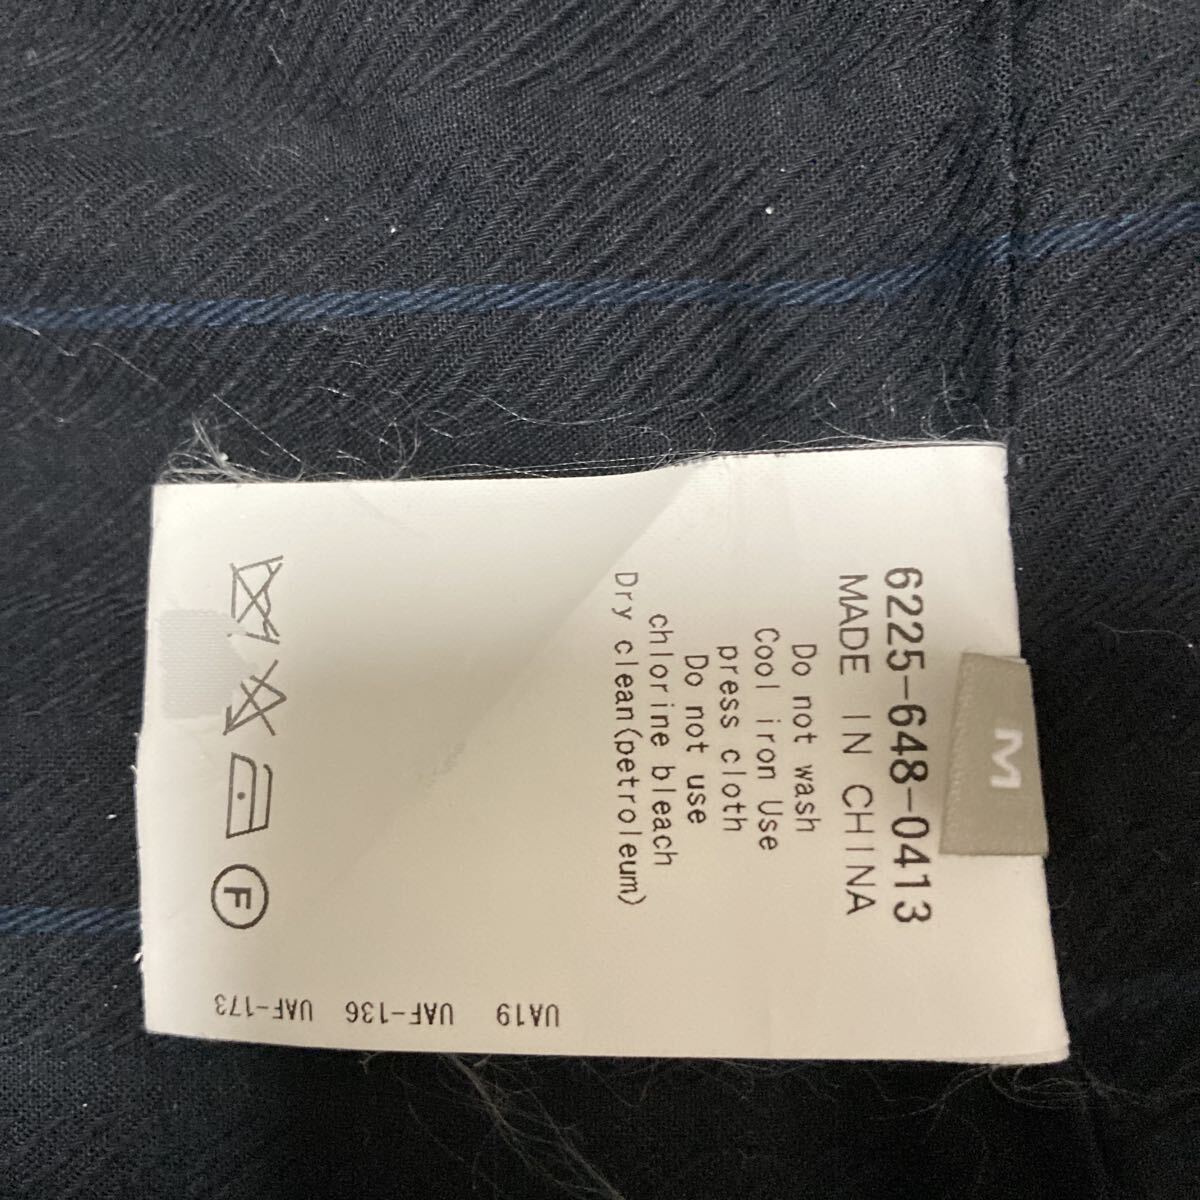 M
6225-648-0413
MADE IN CHINA
Do not wash
Cool iron Use
press cloth
Do not use
chlorine bleach
Dry clean(petroleum)
F
UA19 UAF-136 UAF-173